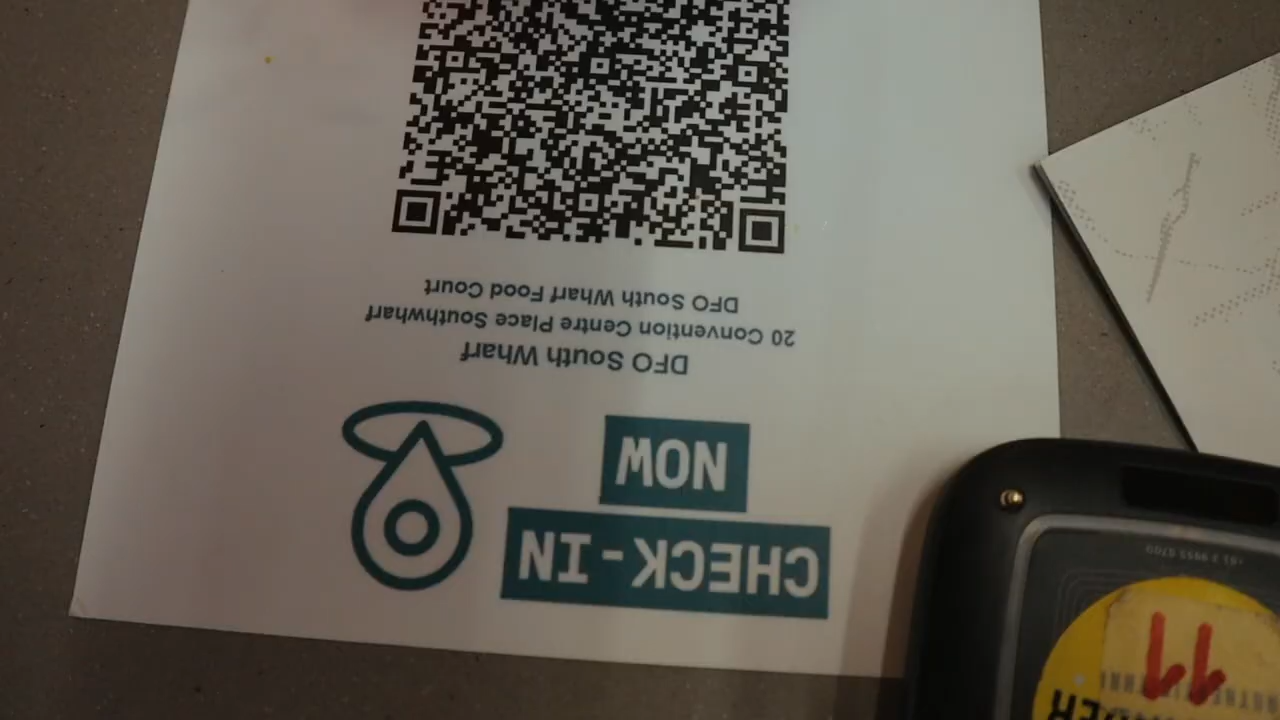 CHECK-IN
NOW
DFO South Wharf
20 Convention Centre Place Southwharf
DFO South Wharf Food Court
11